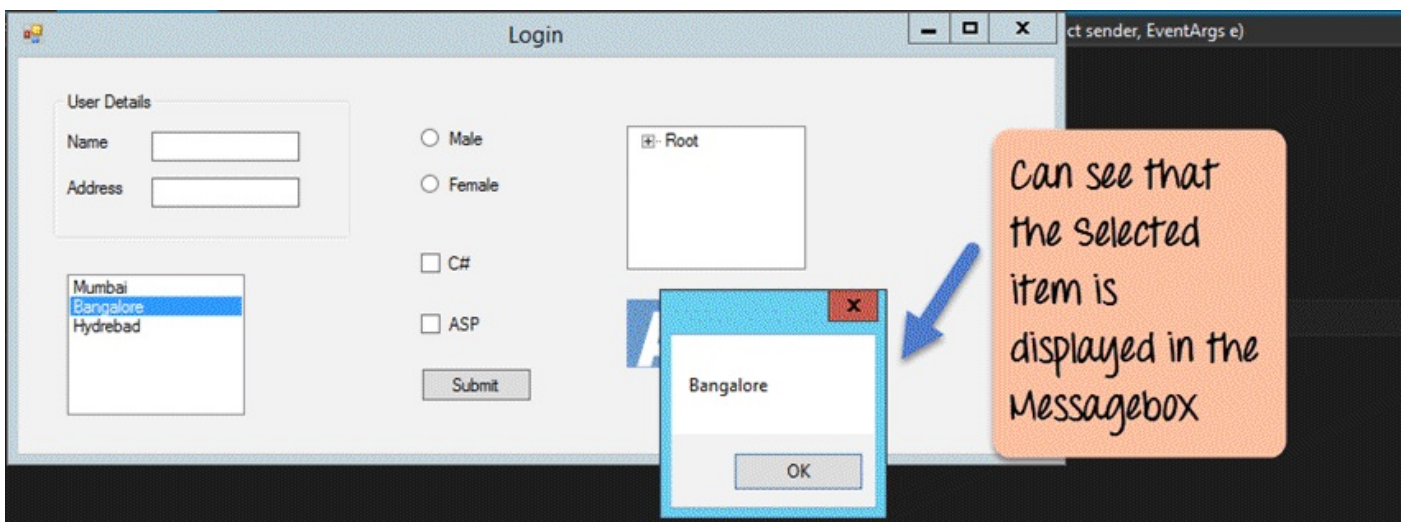 Login
ct sender, EventArgs e)
User Details
Name
Address
Male
Female
Root
C#
ASP
Submit
Mumbai
Bangalore
Hydrebad
Bangalore
OK
Can see that
the Selected
item is
displayed in the
Messagebox